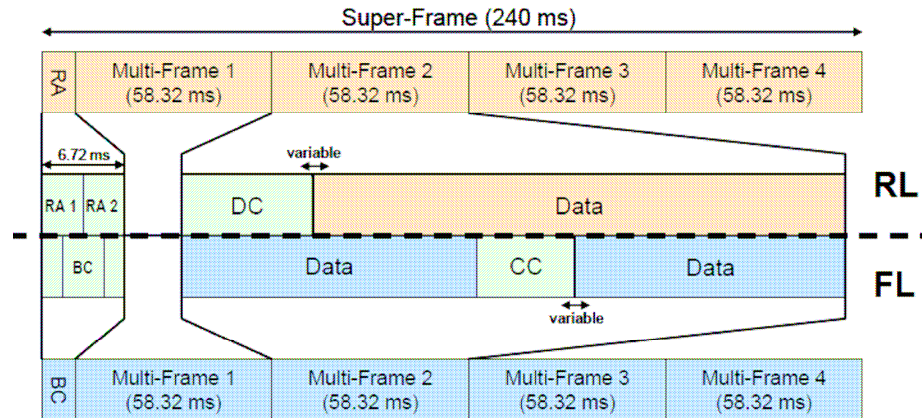 Super-Frame (240 ms)
RA
Multi-Frame 1
(58.32 ms)
Multi-Frame 2
(58.32 ms)
Multi-Frame 3
(58.32 ms)
Multi-Frame 4
(58.32 ms)
6.72 ms
variable
RL
RA 1
RA 2
DC
Data
BC
Data
CC
Data
FL
variable
BC
Multi-Frame 1
(58.32 ms)
Multi-Frame 2
(58.32 ms)
Multi-Frame 3
(58.32 ms)
Multi-Frame 4
(58.32 ms)